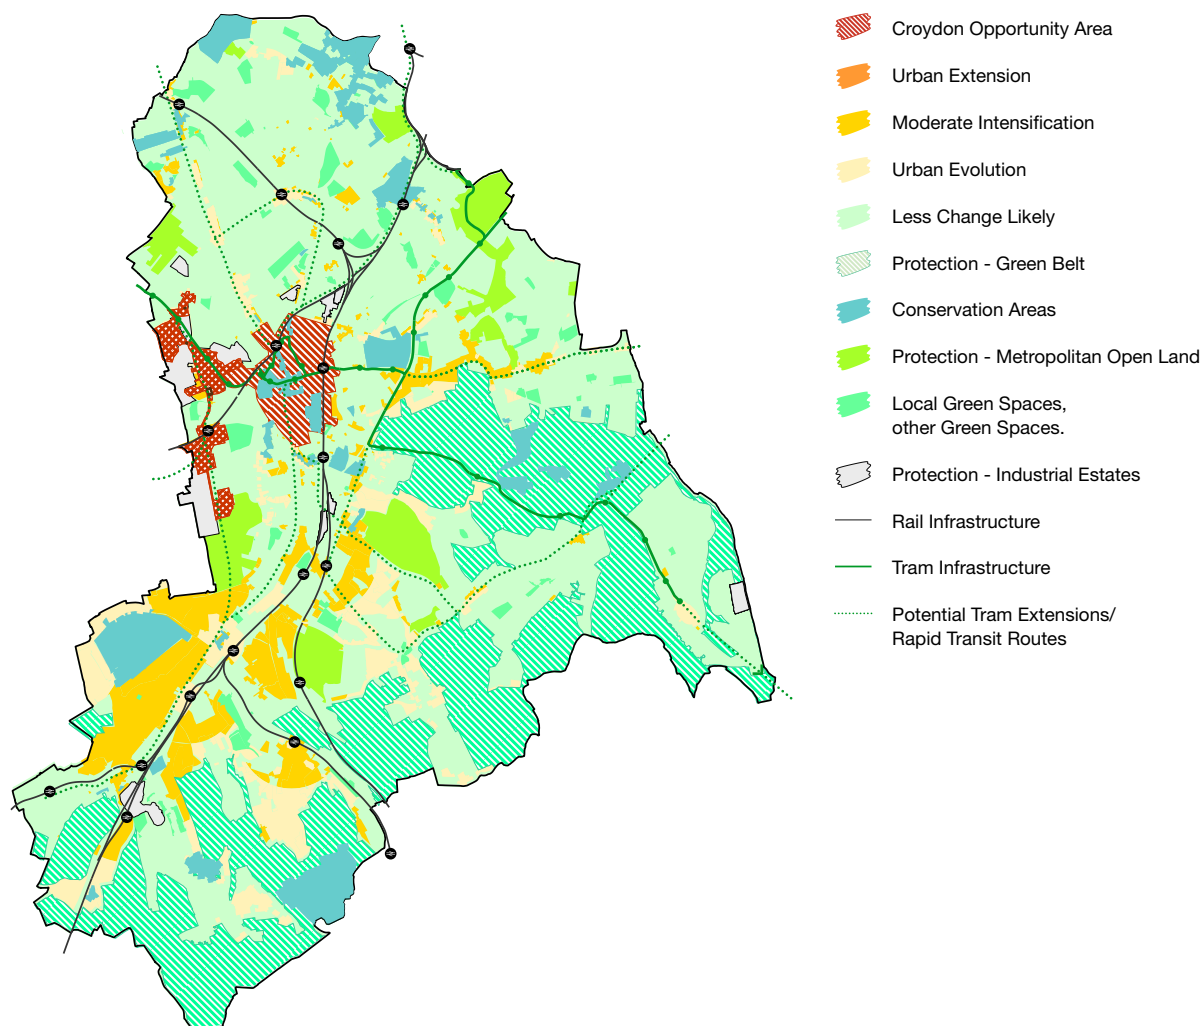 Croydon Opportunity Area
Urban Extension
Moderate Intensification
Urban Evolution
Less Change Likely
Protection - Green Belt
Conservation Areas
Protection - Metropolitan Open Land
Local Green Spaces,
other Green Spaces.
Protection - Industrial Estates
Rail Infrastructure
Tram Infrastructure
Potential Tram Extensions/
Rapid Transit Routes